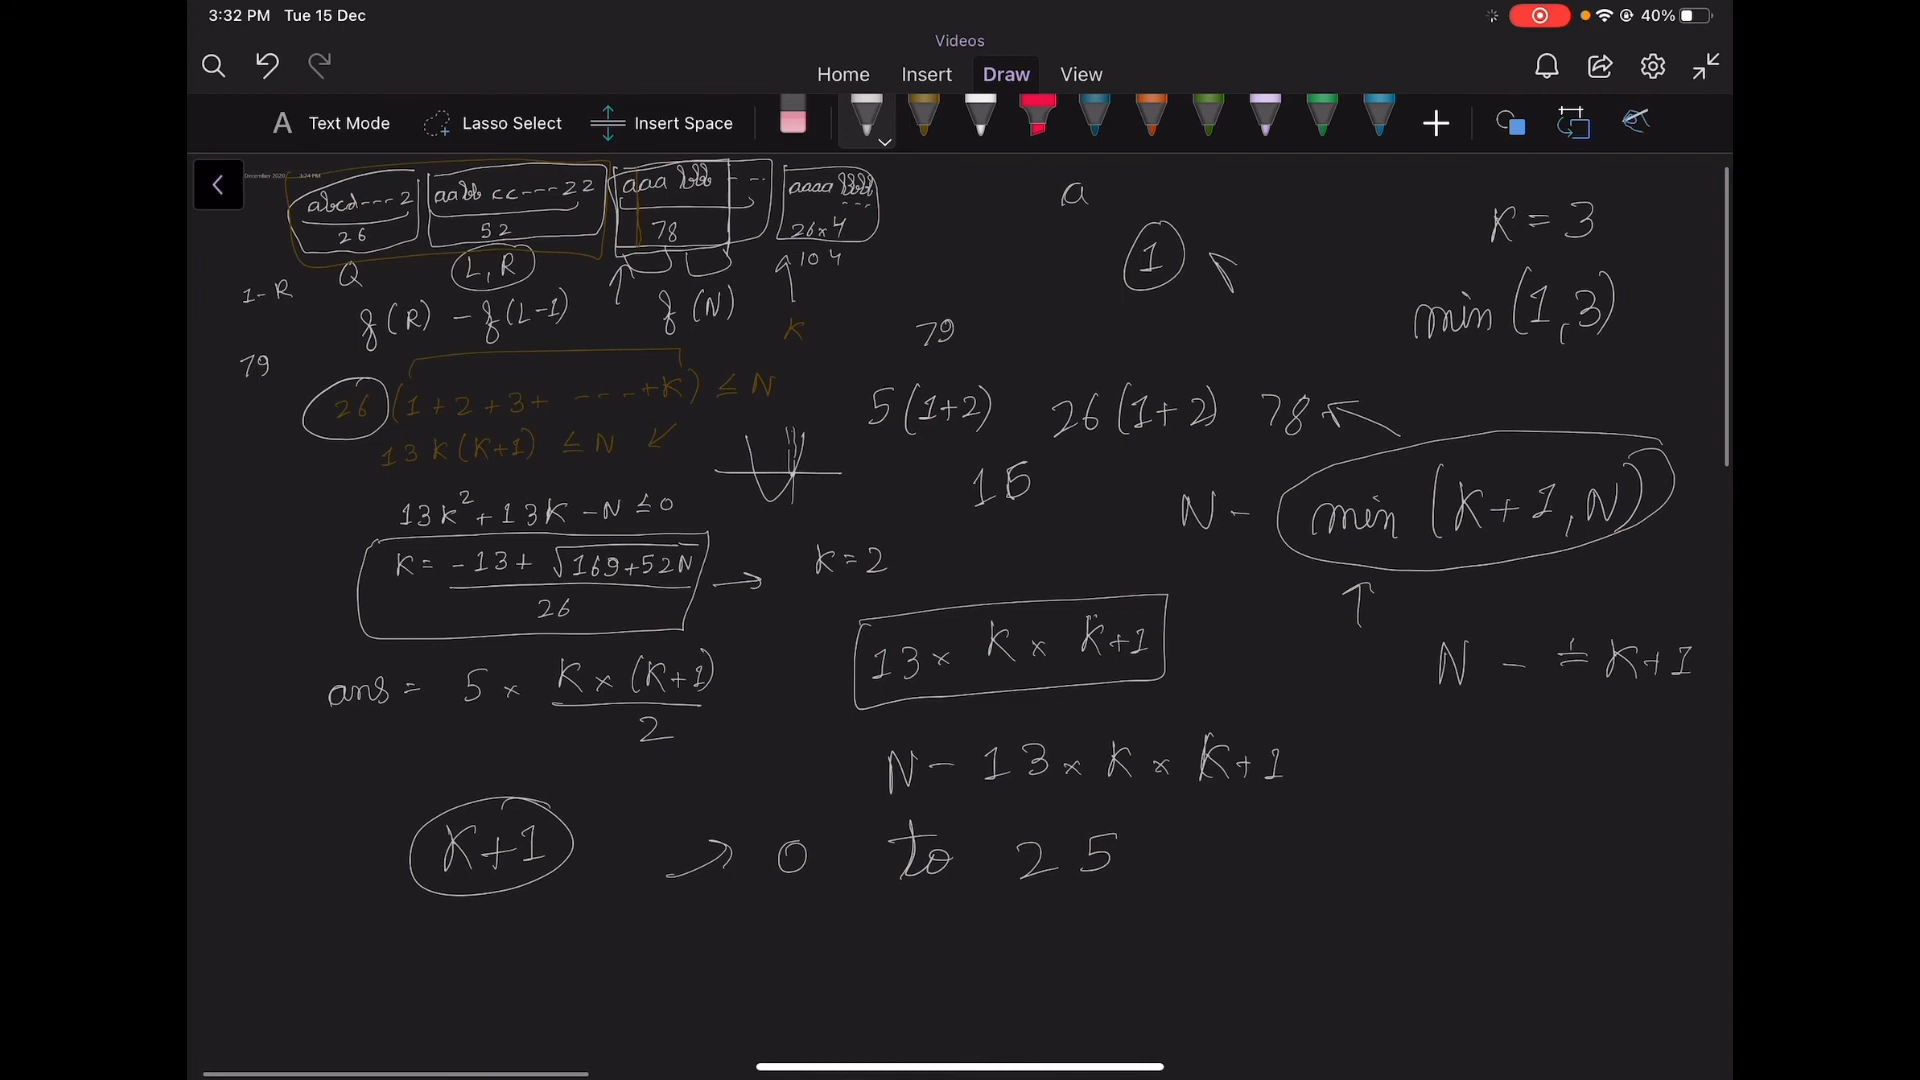 3:32 PM Tue 15 Dec
40%
Videos
Home Insert Draw View
A Text Mode Lasso Select Insert Space
abcd---z aabb cc---zz aaa bbb --- aaaa bbbb ---
26 52 78 26×4
Q L, R 104
1-R
f(R) - f(L-1) f(N) K
a
1
K = 3
min (1,3)
79
79
26 (1+2+3+ ----+K) ≤ N
13 K (K+1) ≤ N
5(1+2) 26(1+2) 78
15
13K² + 13K - N ≤ 0
K = -13 + √169+52N
26
K = 2
N - min (K+1, N)
13 × K × K+1
N - = K+1
ans = 5 × K × (K+1)
2
N - 13 × K × K+1
K+1 → 0 to 25